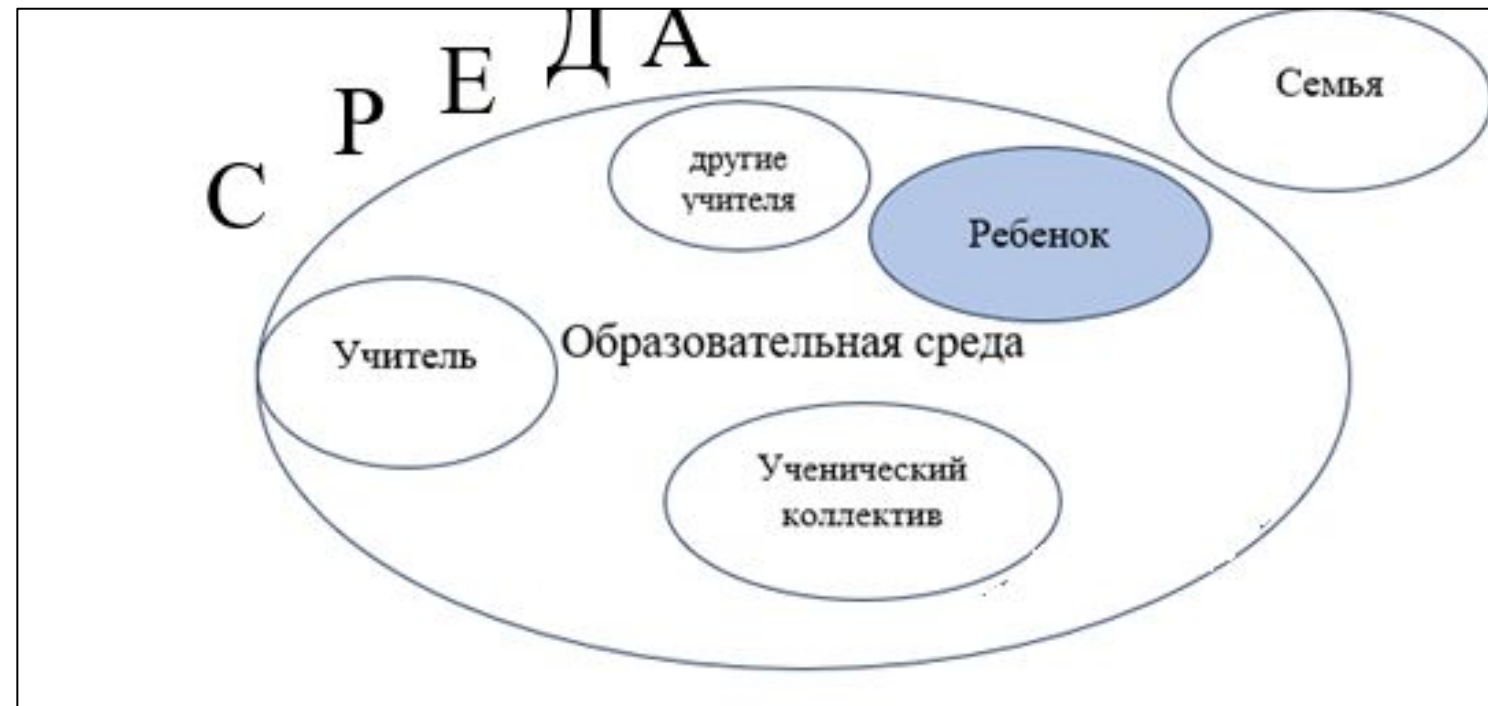 С Р Е Д А
Семья
другие
учителя
Ребенок
Учитель
Образовательная среда
Ученический
коллектив